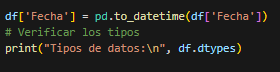 df['Fecha'] = pd.to_datetime(df['Fecha'])
# Verificar los tipos
print("Tipos de datos:\n", df.dtypes)